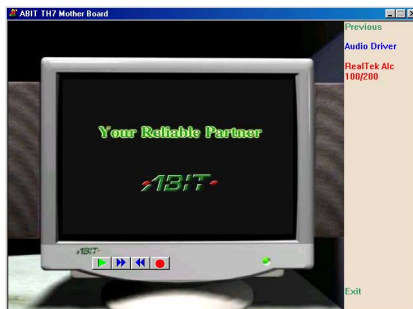 ABIT TH7 Mother Board
Previous
Audio Driver
RealTek Alc
100/200
Your Reliable Partner
ABIT
ABIT
Exit